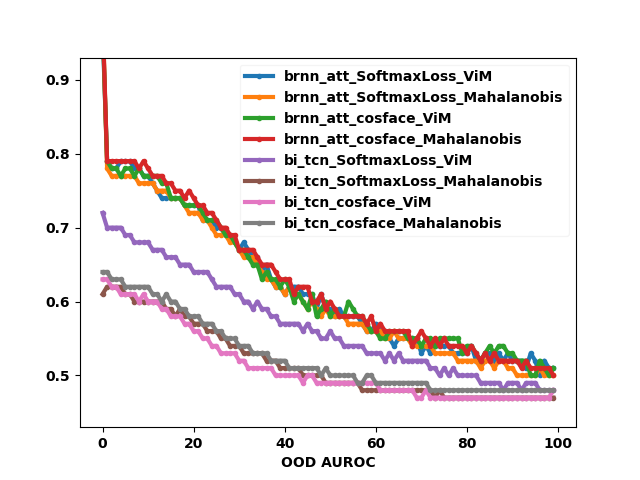 0.9
0.8
0.7
0.6
0.5
brnn_att_SoftmaxLoss_ViM
brnn_att_SoftmaxLoss_Mahalanobis
brnn_att_cosface_ViM
brnn_att_cosface_Mahalanobis
bi_tcn_SoftmaxLoss_ViM
bi_tcn_SoftmaxLoss_Mahalanobis
bi_tcn_cosface_ViM
bi_tcn_cosface_Mahalanobis
0 20 40 60 80 100
OOD AUROC